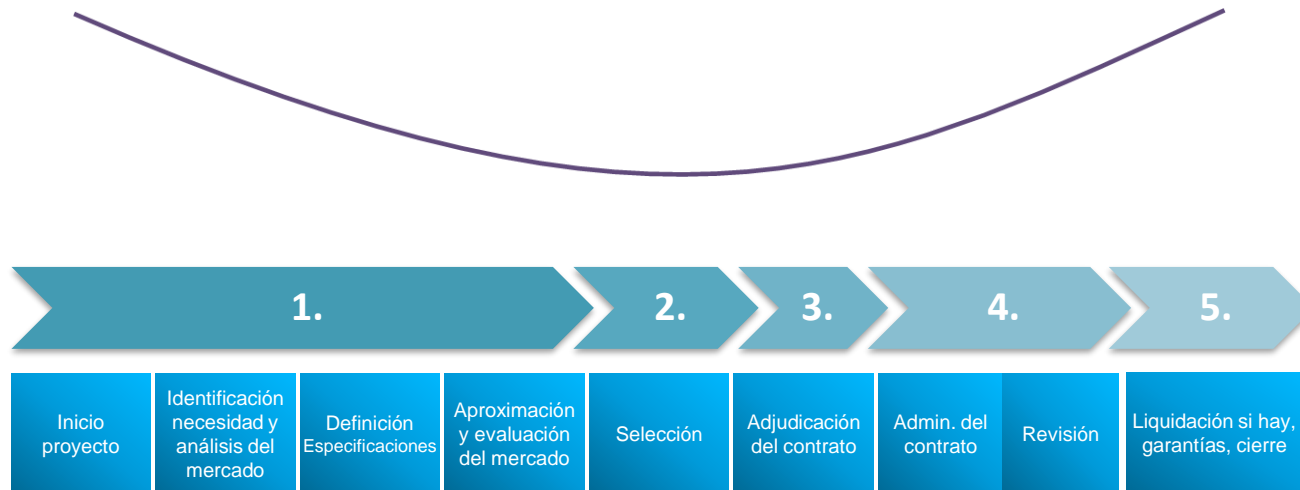 1.
2.
3.
4.
5.
Inicio
proyecto
Identificación
necesidad y
análisis del
mercado
Definición
Especificaciones
Aproximación
y evaluación
del mercado
Selección
Adjudicación
del contrato
Admin. del
contrato
Revisión
Liquidación si hay,
garantías, cierre